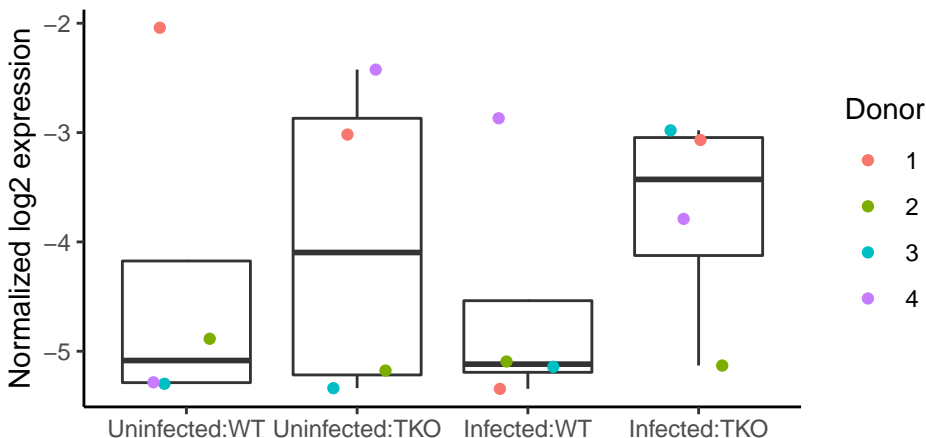 Normalized log2 expression
−2
−3
−4
−5
Uninfected:WT
Uninfected:TKO
Infected:WT
Infected:TKO
Donor
1
2
3
4